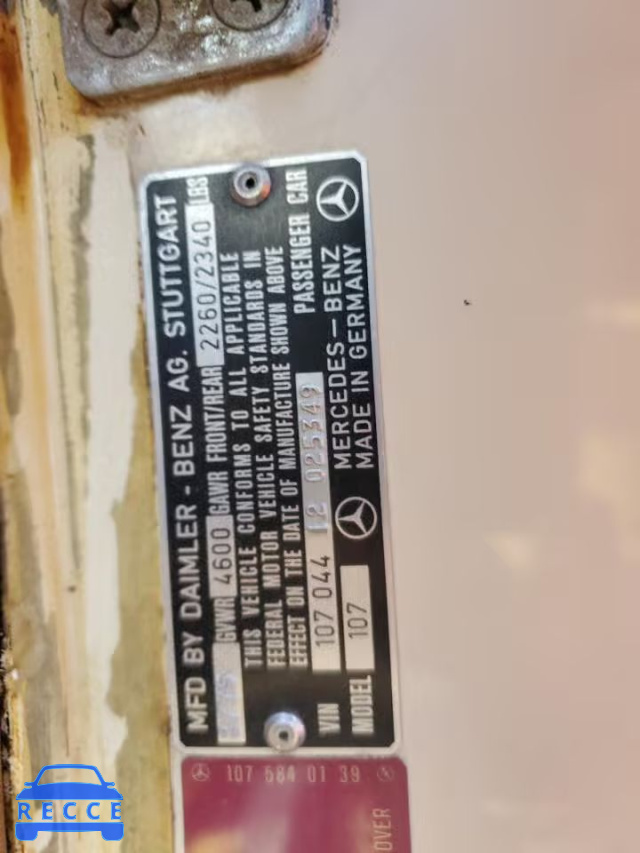 MFD BY DAIMLER - BENZ AG. STUTTGART
GVWR 4600 GAWR FRONT/REAR 2260/2340 LBS
THIS VEHICLE CONFORMS TO ALL APPLICABLE
FEDERAL MOTOR VEHICLE SAFETY STANDARDS IN
EFFECT ON THE DATE OF MANUFACTURE SHOWN ABOVE
VIN 107 044 12 025349 PASSENGER CAR
MODEL 107 MERCEDES-BENZ
MADE IN GERMANY
107 584 01 39
OVER
RECCE